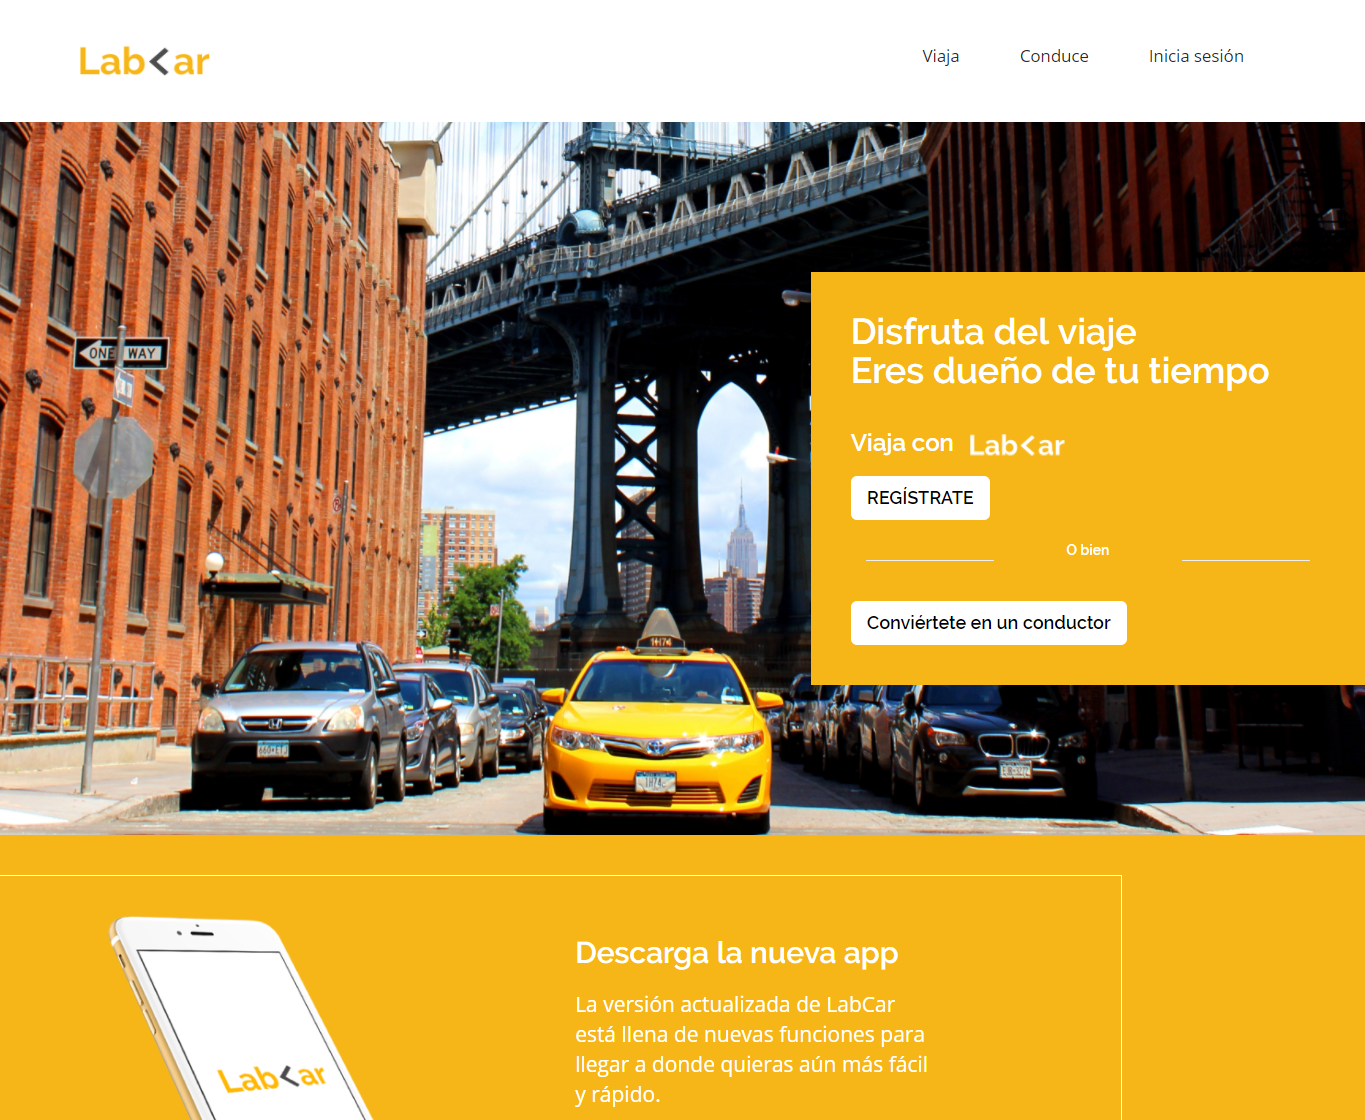 Lab<ar
Viaja
Conduce
Inicia sesión
ONE WAY
Disfruta del viaje
Eres dueño de tu tiempo
Viaja con Lab<ar
REGÍSTRATE
O bien
Conviértete en un conductor
1H74
Descarga la nueva app
La versión actualizada de LabCar
está llena de nuevas funciones para
llegar a donde quieras aún más fácil
y rápido.
Lab<ar